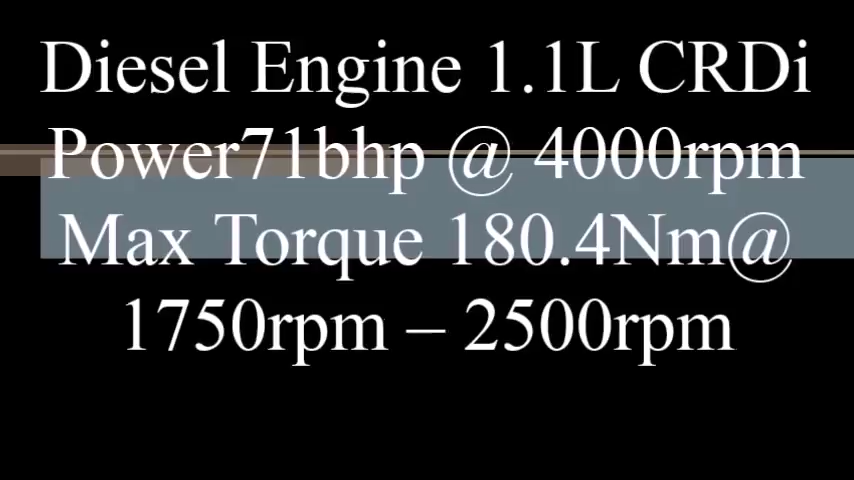 Diesel Engine 1.1L CRDi
Power71bhp @ 4000rpm
Max Torque 180.4Nm@
1750rpm – 2500rpm